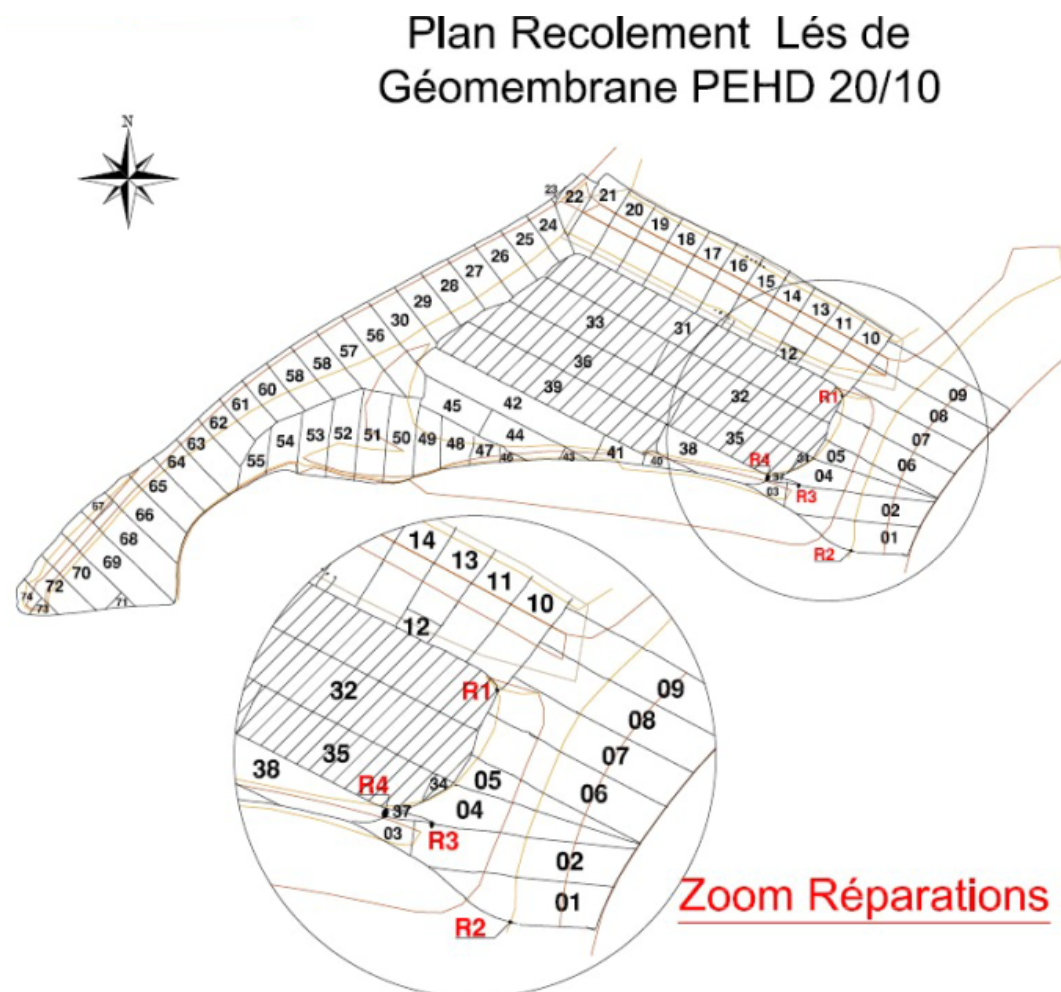 Plan Recolement Lés de
Géomembrane PEHD 20/10
N
23 22 21 20 19 18 17 16 15 14 13 11 10
12
24 25 26 27 28 29 30 56 57 58 58 60 61 62 63 64 65 66 67 68 69 70 71 72 73 74
33 31
36
39
32
35
34
37
42
45
44
38
55 54 53 52 51 50 49 48 47 46 43 41 40
09
08
07
06
05
04
03
02
01
R1
R4
R3
R2
14 13 11 10
12
32
35
38
34
37
03
09
08
07
06
05
04
02
01
R1
R4
R3
R2
Zoom Réparations